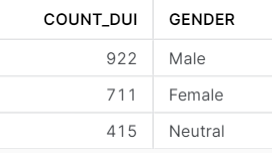 COUNT_DUI GENDER
922 Male
711 Female
415 Neutral